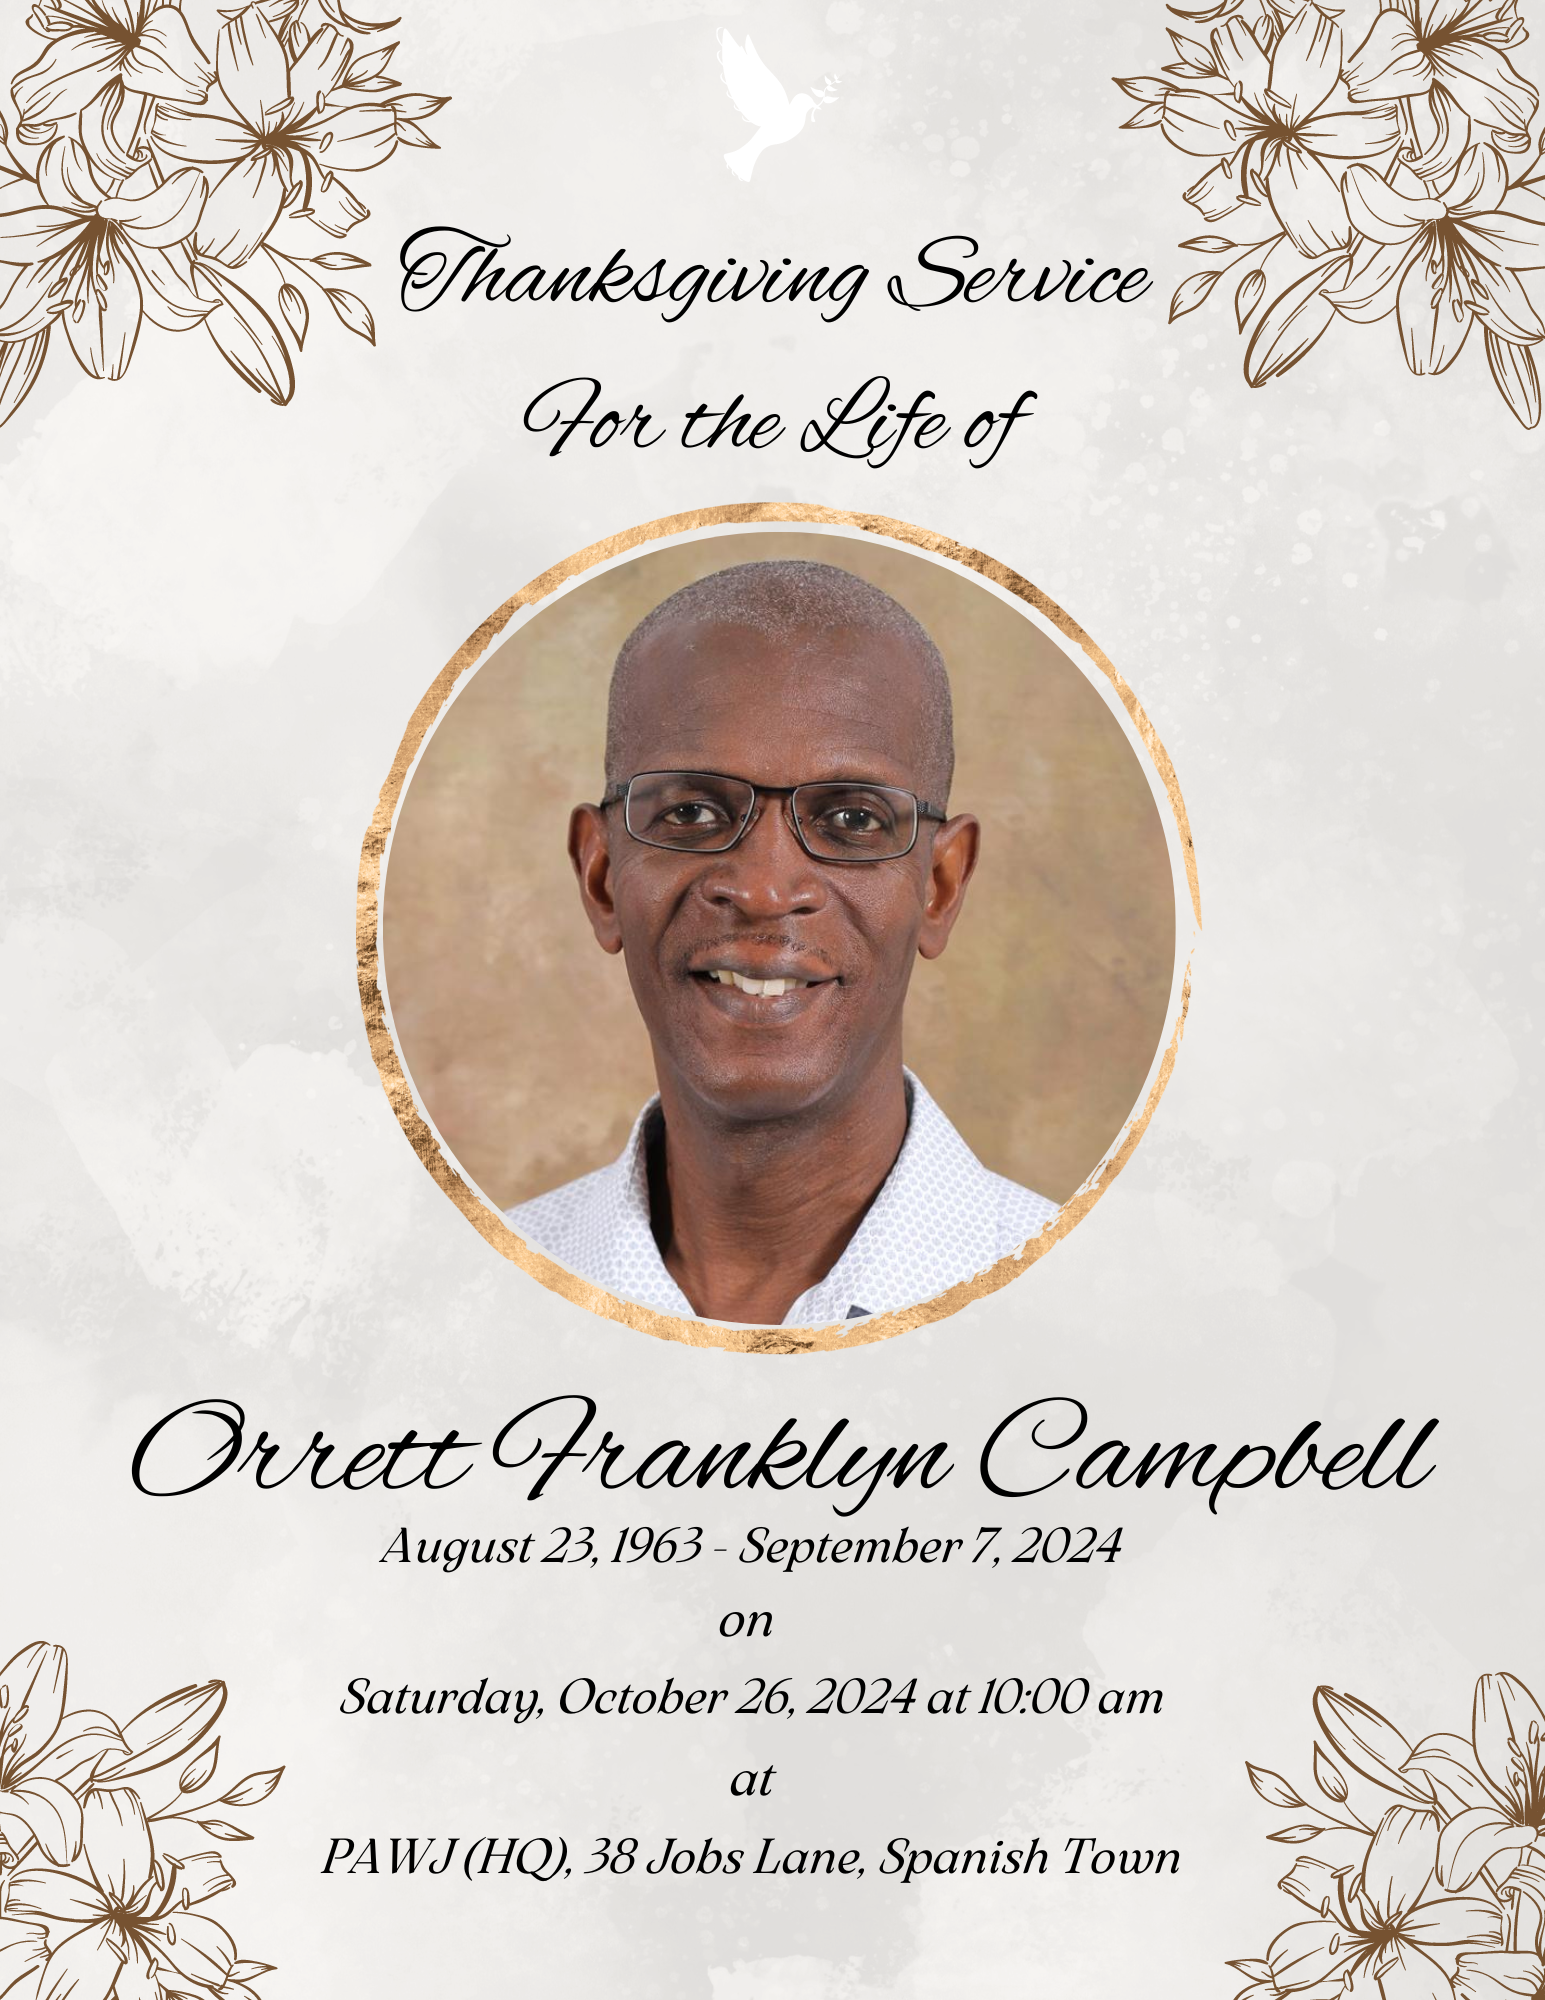 Thanksgiving Service
For the Life of
Orrett Franklyn Campbell
August 23, 1963 - September 7, 2024
on
Saturday, October 26, 2024 at 10:00 am
at
PAWJ (HQ), 38 Jobs Lane, Spanish Town